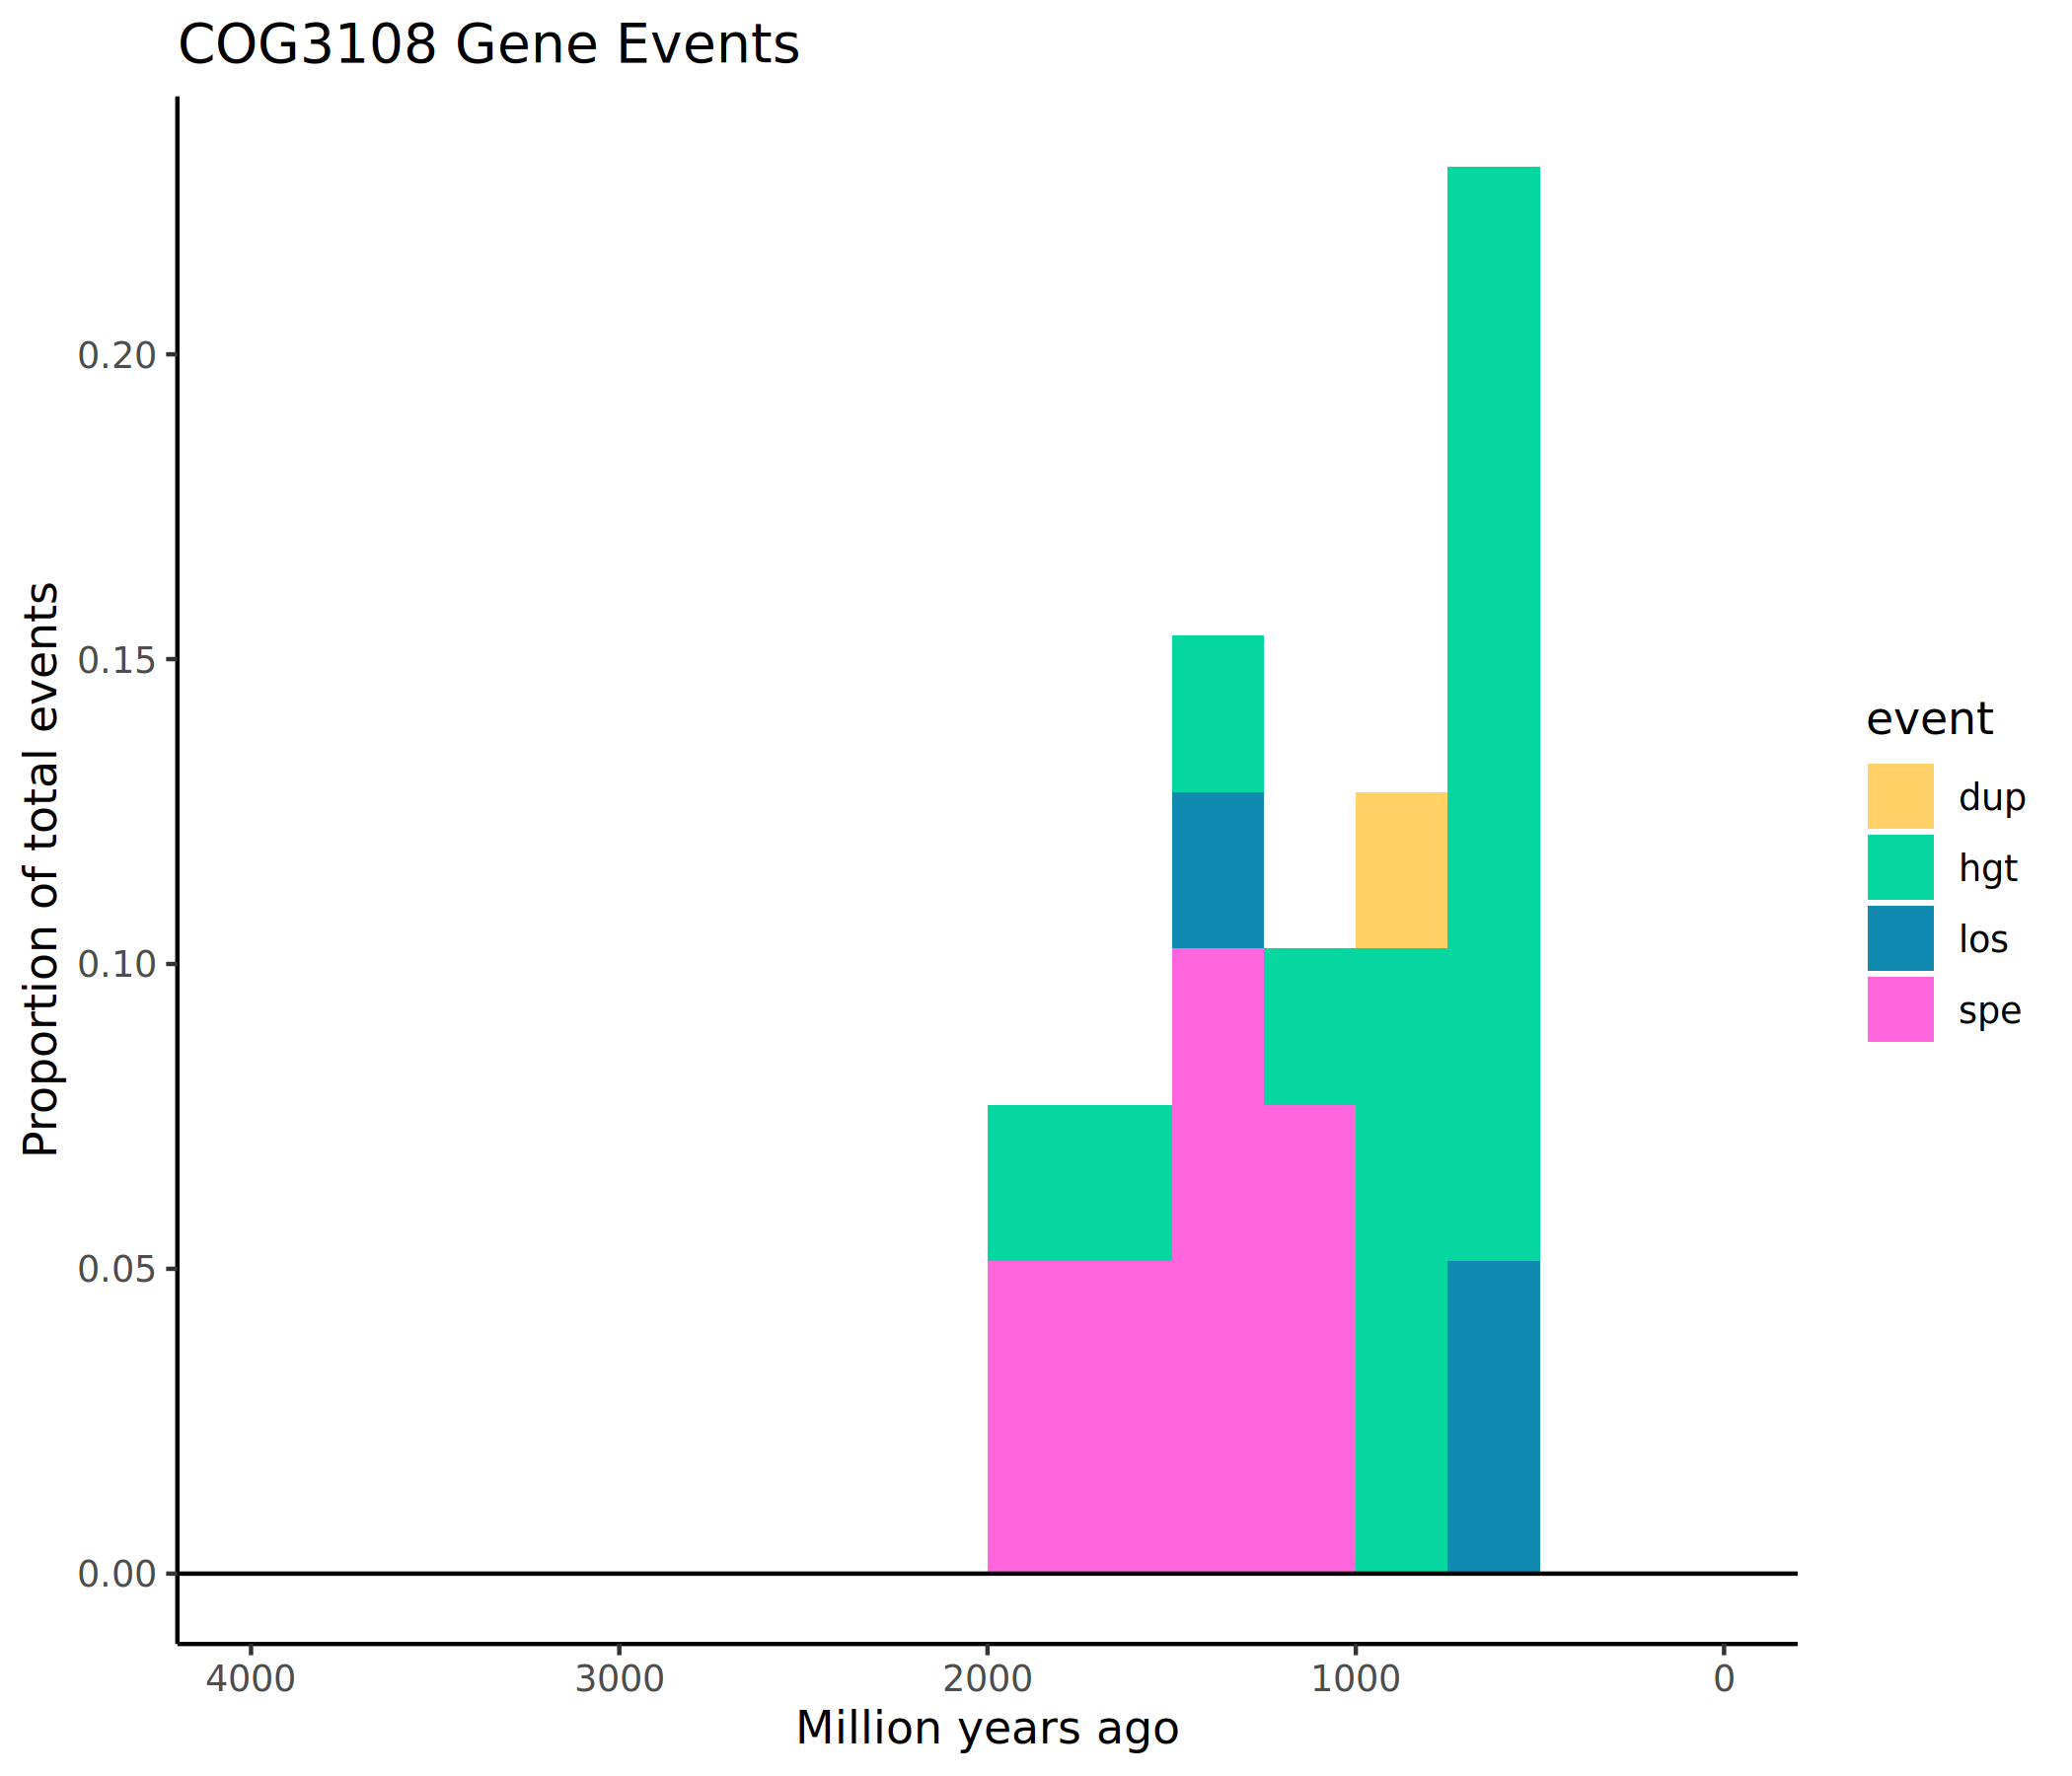 COG3108 Gene Events
Proportion of total events
0.20
0.15
0.10
0.05
0.00
4000 3000 2000 1000 0
Million years ago
event
dup
hgt
los
spe